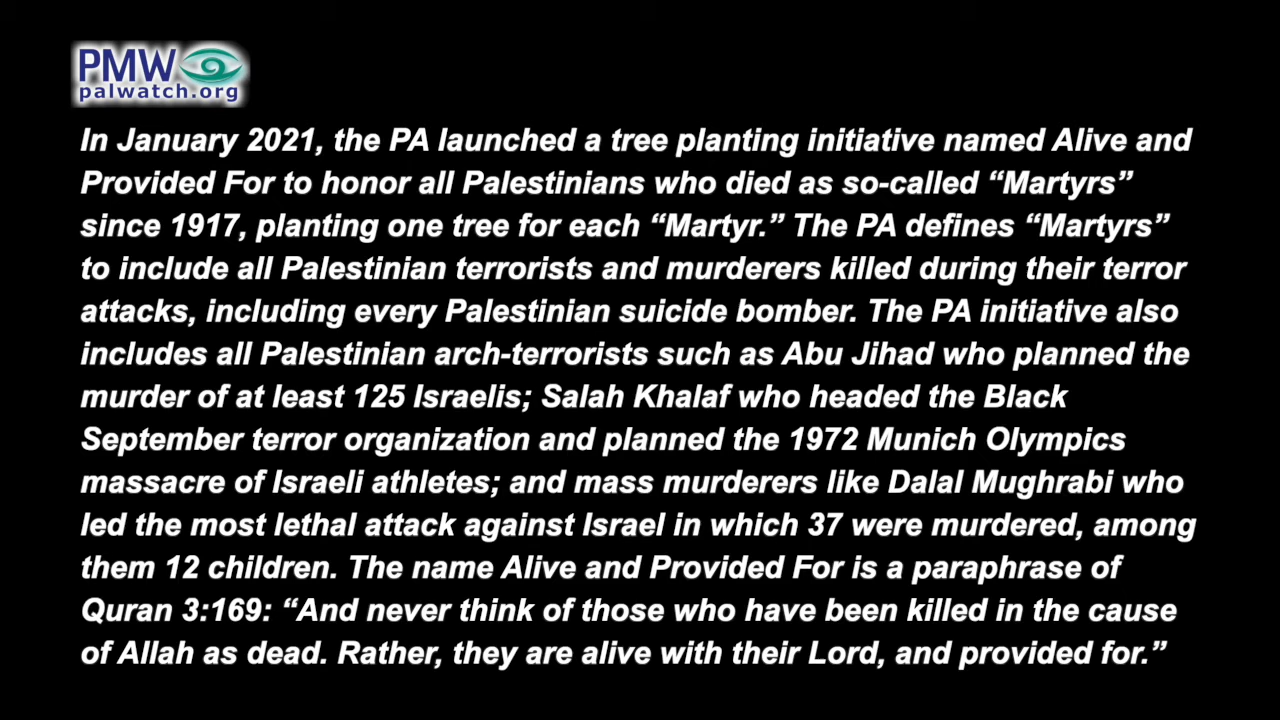 PMW
palwatch.org
In January 2021, the PA launched a tree planting initiative named Alive and
Provided For to honor all Palestinians who died as so-called “Martyrs”
since 1917, planting one tree for each “Martyr.” The PA defines “Martyrs”
to include all Palestinian terrorists and murderers killed during their terror
attacks, including every Palestinian suicide bomber. The PA initiative also
includes all Palestinian arch-terrorists such as Abu Jihad who planned the
murder of at least 125 Israelis; Salah Khalaf who headed the Black
September terror organization and planned the 1972 Munich Olympics
massacre of Israeli athletes; and mass murderers like Dalal Mughrabi who
led the most lethal attack against Israel in which 37 were murdered, among
them 12 children. The name Alive and Provided For is a paraphrase of
Quran 3:169: “And never think of those who have been killed in the cause
of Allah as dead. Rather, they are alive with their Lord, and provided for.”